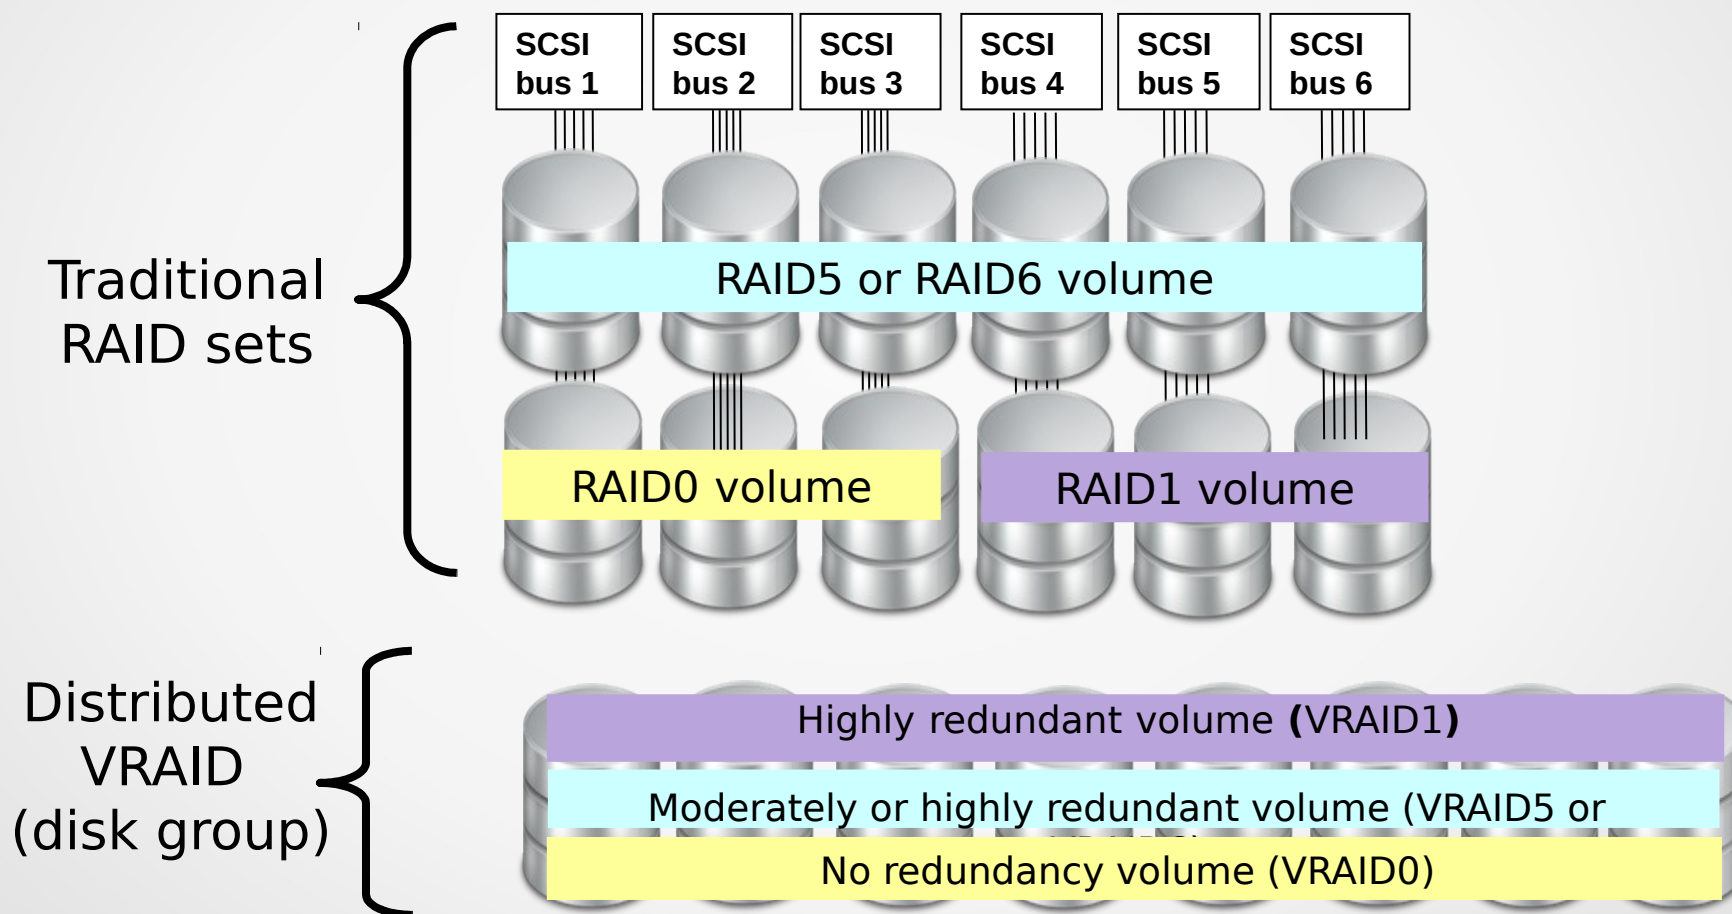 SCSI
bus 1
SCSI
bus 2
SCSI
bus 3
SCSI
bus 4
SCSI
bus 5
SCSI
bus 6
Traditional
RAID sets
RAID5 or RAID6 volume
RAID0 volume
RAID1 volume
Distributed
VRAID
(disk group)
Highly redundant volume (VRAID1)
Moderately or highly redundant volume (VRAID5 or
No redundancy volume (VRAID0)